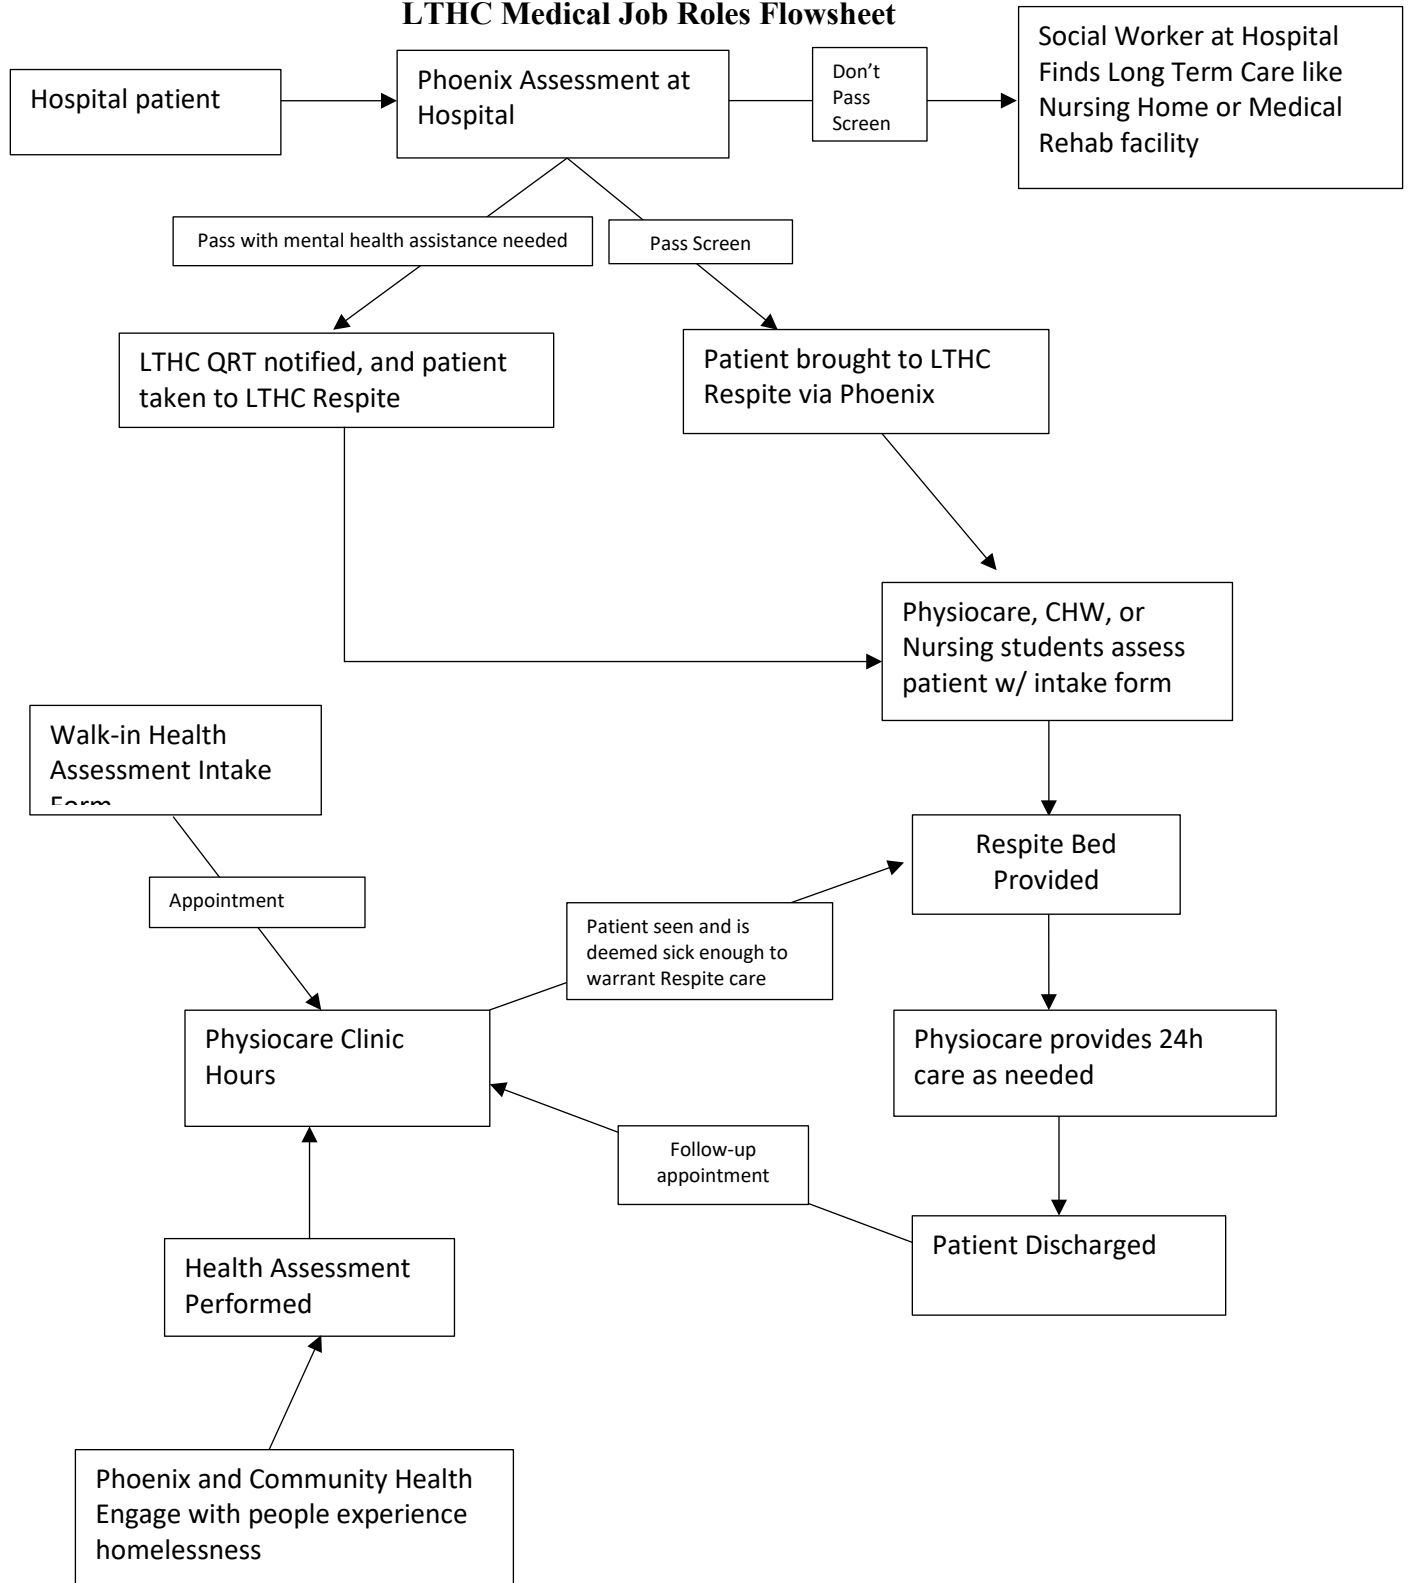 LTHC Medical Job Roles Flowsheet
Hospital patient
Phoenix Assessment at
Hospital
Don't
Pass
Screen
Social Worker at Hospital
Finds Long Term Care like
Nursing Home or Medical
Rehab facility
Pass with mental health assistance needed
Pass Screen
LTHC QRT notified, and patient
taken to LTHC Respite
Patient brought to LTHC
Respite via Phoenix
Physiocare, CHW, or
Nursing students assess
patient w/ intake form
Walk-in Health
Assessment Intake
Form
Appointment
Respite Bed
Provided
Patient seen and is
deemed sick enough to
warrant Respite care
Physiocare Clinic
Hours
Physiocare provides 24h
care as needed
Follow-up
appointment
Patient Discharged
Health Assessment
Performed
Phoenix and Community Health
Engage with people experience
homelessness